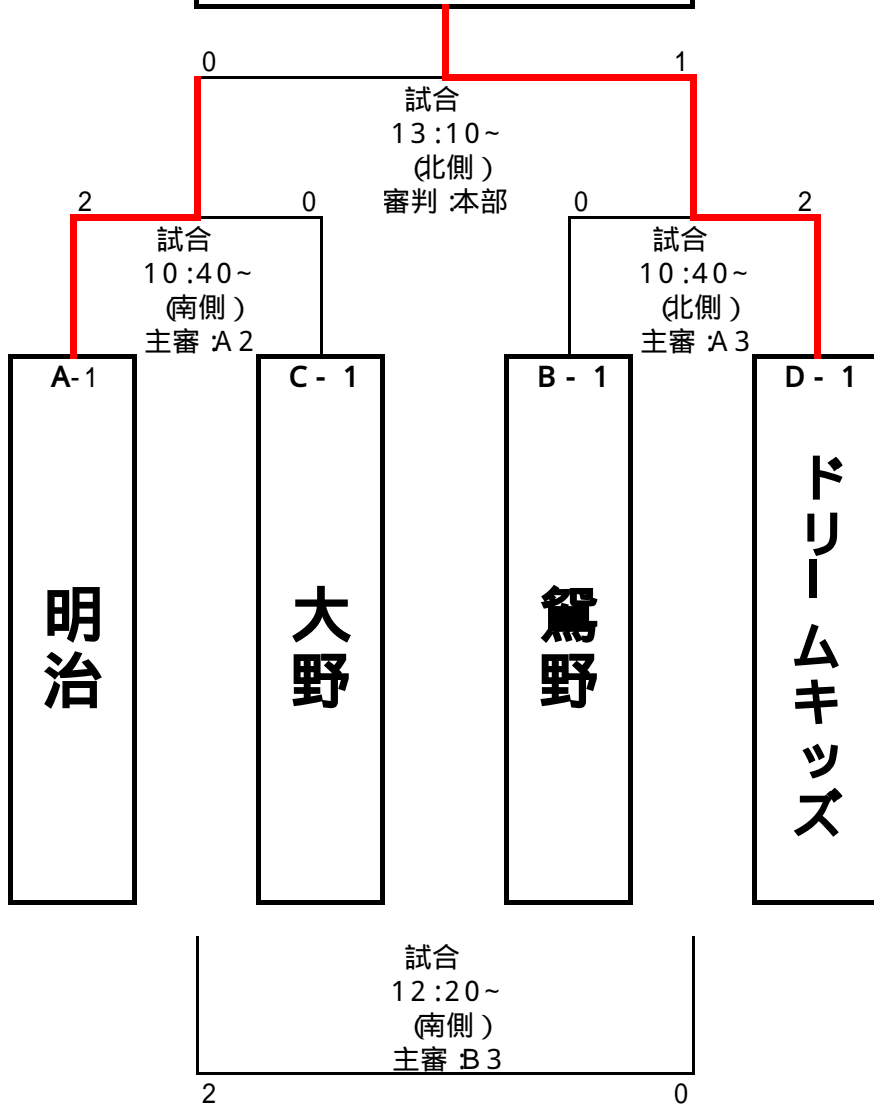 0 1
試合
13:10~
(北側)
審判:本部
2 0 0 2
試合 試合
10:40~ 10:40~
(南側) (北側)
主審:A2 主審:A3
A-1 C-1 B-1 D-1
明治
大野
鴛野
ドリームキッズ
試合
12:20~
(南側)
主審:B3
2 0